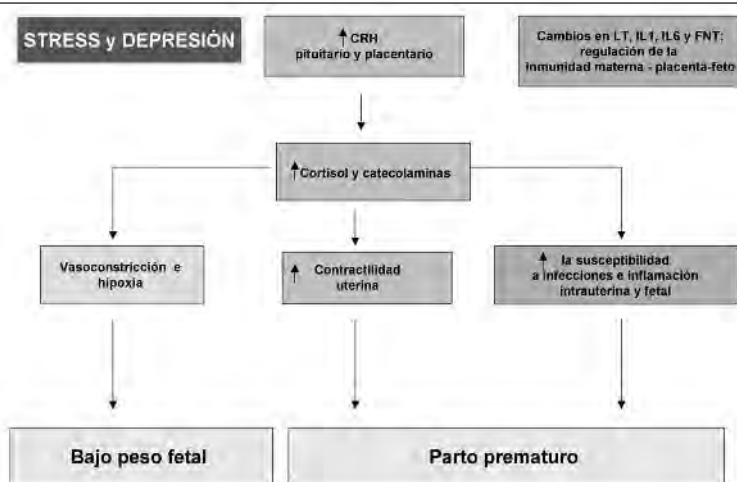 STRESS y DEPRESIÓN
↑ CRH
pituitario y placentario
Cambios en LT, IL1, IL6 y FNT:
regulación de la
inmunidad materna - placenta-feto
↑Cortisol y catecolaminas
Vasoconstricción e
hipoxia
↑ Contractilidad
uterina
↑ la susceptibilidad
a infecciones e inflamación
intrauterina y fetal
Bajo peso fetal
Parto prematuro